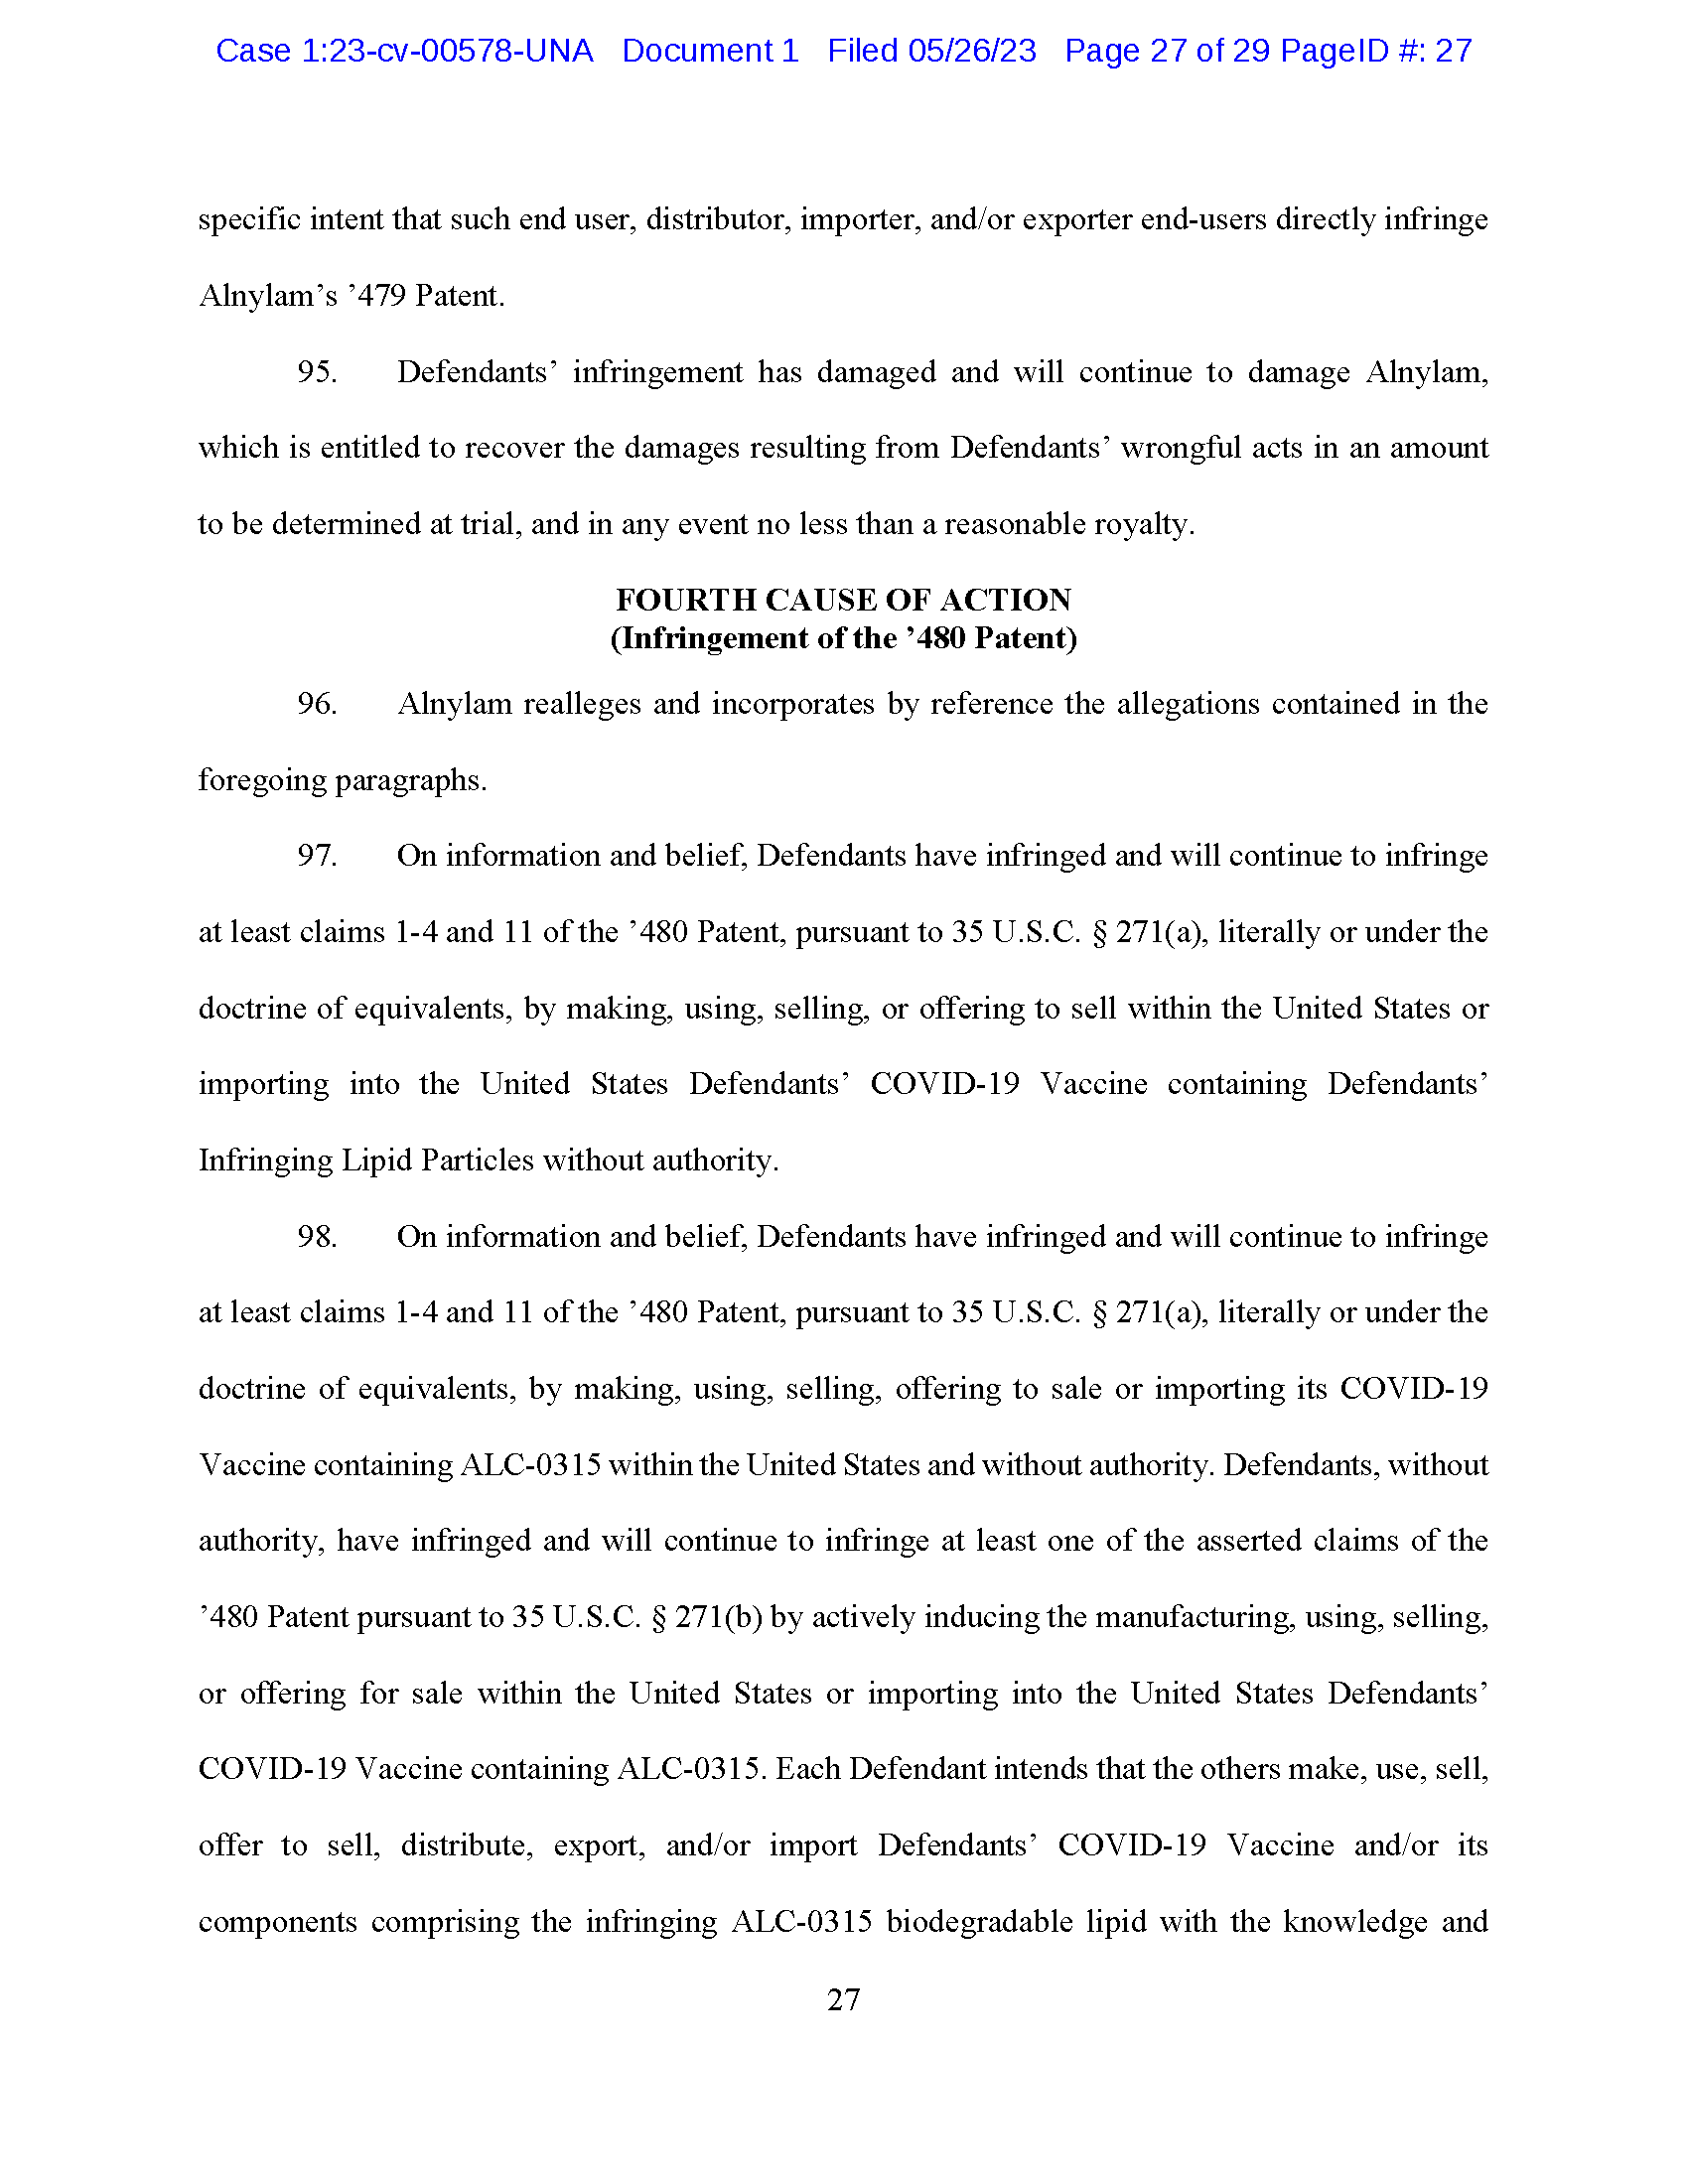 Case 1:23-cv-00578-UNA Document 1 Filed 05/26/23 Page 27 of 29 PageID #: 27
specific intent that such end user, distributor, importer, and/or exporter end-users directly infringe
Alnylam’s ’479 Patent.
95. Defendants’ infringement has damaged and will continue to damage Alnylam,
which is entitled to recover the damages resulting from Defendants’ wrongful acts in an amount
to be determined at trial, and in any event no less than a reasonable royalty.
FOURTH CAUSE OF ACTION
(Infringement of the ’480 Patent)
96. Alnylam realleges and incorporates by reference the allegations contained in the
foregoing paragraphs.
97. On information and belief, Defendants have infringed and will continue to infringe
at least claims 1-4 and 11 of the ’480 Patent, pursuant to 35 U.S.C. § 271(a), literally or under the
doctrine of equivalents, by making, using, selling, or offering to sell within the United States or
importing into the United States Defendants’ COVID-19 Vaccine containing Defendants’
Infringing Lipid Particles without authority.
98. On information and belief, Defendants have infringed and will continue to infringe
at least claims 1-4 and 11 of the ’480 Patent, pursuant to 35 U.S.C. § 271(a), literally or under the
doctrine of equivalents, by making, using, selling, offering to sale or importing its COVID-19
Vaccine containing ALC-0315 within the United States and without authority. Defendants, without
authority, have infringed and will continue to infringe at least one of the asserted claims of the
’480 Patent pursuant to 35 U.S.C. § 271(b) by actively inducing the manufacturing, using, selling,
or offering for sale within the United States or importing into the United States Defendants’
COVID-19 Vaccine containing ALC-0315. Each Defendant intends that the others make, use, sell,
offer to sell, distribute, export, and/or import Defendants’ COVID-19 Vaccine and/or its
components comprising the infringing ALC-0315 biodegradable lipid with the knowledge and
27